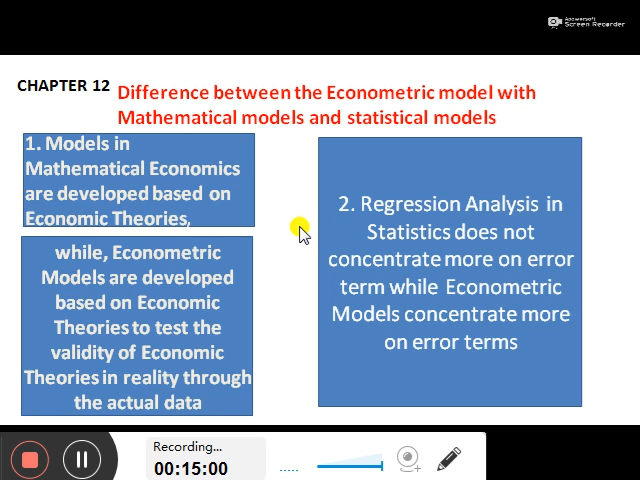 Apowersoft
Screen Recorder
CHAPTER 12
Difference between the Econometric model with
Mathematical models and statistical models
1. Models in
Mathematical Economics
are developed based on
Economic Theories,
while, Econometric
Models are developed
based on Economic
Theories to test the
validity of Economic
Theories in reality through
the actual data
2. Regression Analysis in
Statistics does not
concentrate more on error
term while Econometric
Models concentrate more
on error terms
Recording...
00:15:00